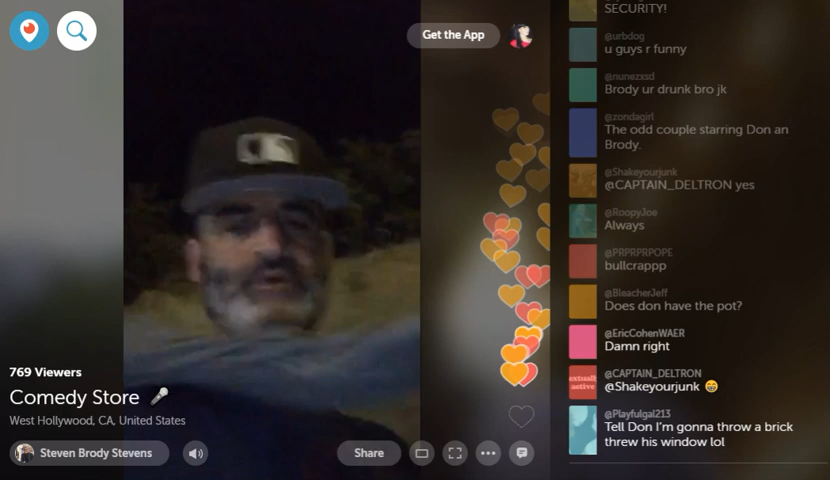 Get the App
769 Viewers
Comedy Store
West Hollywood, CA, United States
Steven Brody Stevens
Share
SECURITY!
@urbdog
u guys r funny
@nunezxsd
Brody ur drunk bro jk
@zondagirl
The odd couple starring Don an
Brody.
@Shakeyourjunk
@CAPTAIN_DELTRON yes
@RoopyJoe
Always
@PRPRPRPOPE
bullcrappp
@BleacherJeff
Does don have the pot?
@EricCohenWAER
Damn right
@CAPTAIN_DELTRON
@Shakeyourjunk 😁
@Playfulgal213
Tell Don I'm gonna throw a brick
threw his window lol